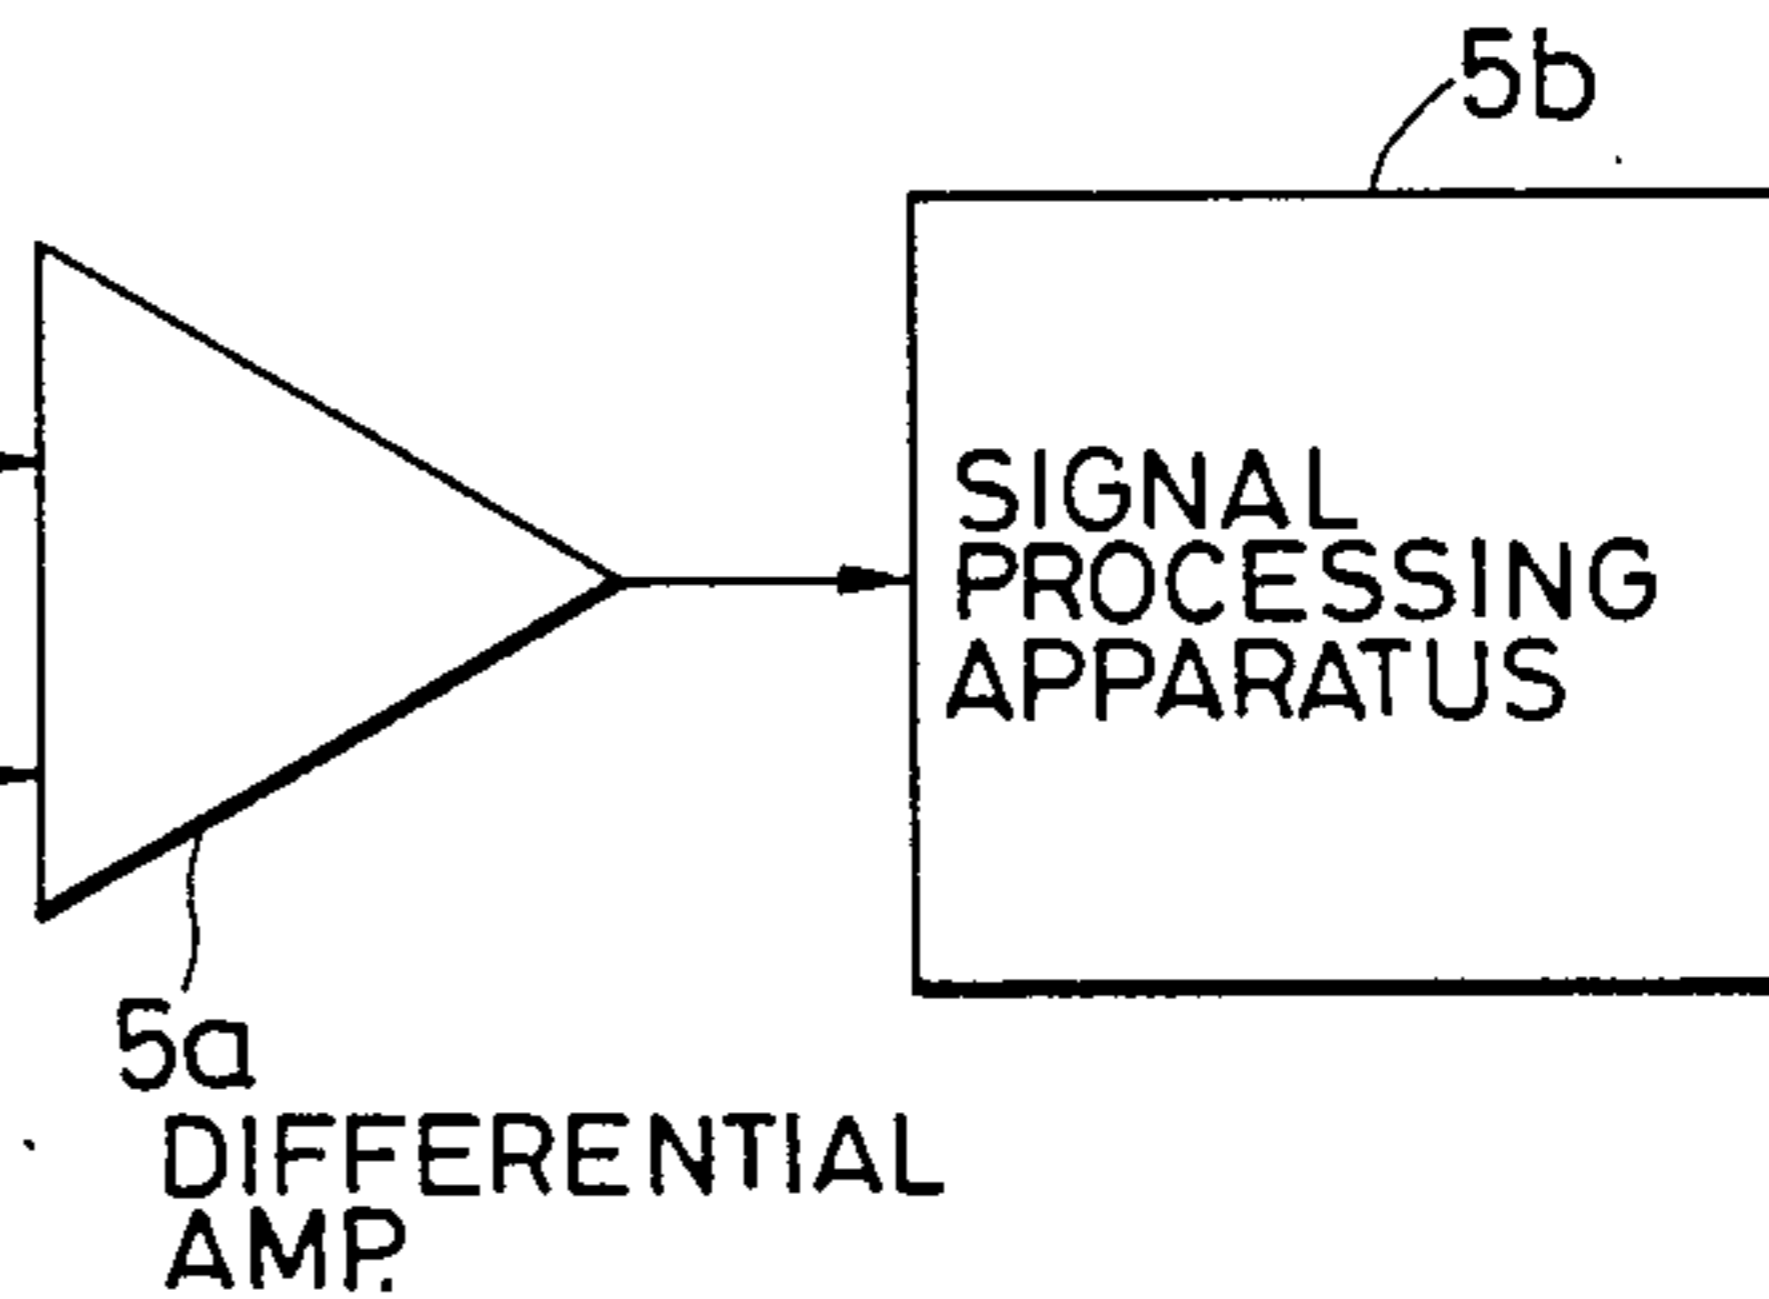 5b
SIGNAL
PROCESSING
APPARATUS
5a
DIFFERENTIAL
AMP.